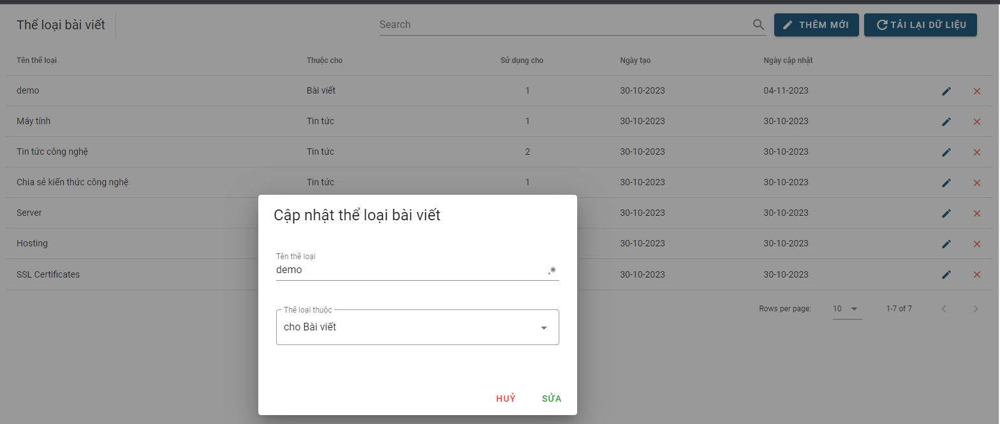 Thể loại bài viết Search THÊM MỚI TẢI LẠI DỮ LIỆU
Tên thể loại Thuộc cho Sử dụng cho Ngày tạo Ngày cập nhật
demo Bài viết 1 30-10-2023 04-11-2023
Máy tính Tin tức 1 30-10-2023 30-10-2023
Tin tức công nghệ Tin tức 2 30-10-2023 30-10-2023
Chia sẻ kiến thức công nghệ Tin tức 1 30-10-2023 30-10-2023
Server 30-10-2023 30-10-2023
Hosting 30-10-2023 30-10-2023
SSL Certificates 30-10-2023 30-10-2023
Rows per page: 10 1-7 of 7
Cập nhật thể loại bài viết
Tên thể loại
demo
Thể loại thuộc
cho Bài viết
HUỶ SỬA